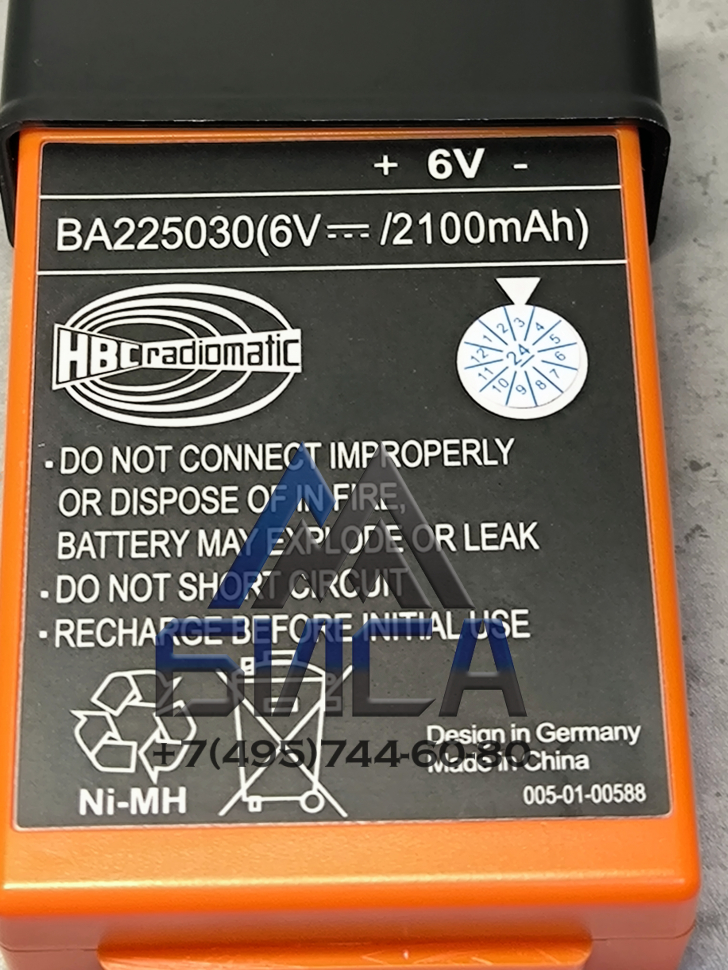 + 6V -
BA225030(6V⎓/2100mAh)
HBC radiomatic
12 1 2 3 4 5 6 7 8 9 10 11
24
· DO NOT CONNECT IMPROPERLY
OR DISPOSE OF IN FIRE,
BATTERY MAY EXPLODE OR LEAK
· DO NOT SHORT CIRCUIT
· RECHARGE BEFORE INITIAL USE
БИСА
+7(495)744-60-80
Ni-MH
Design in Germany
Made in China
005-01-00588